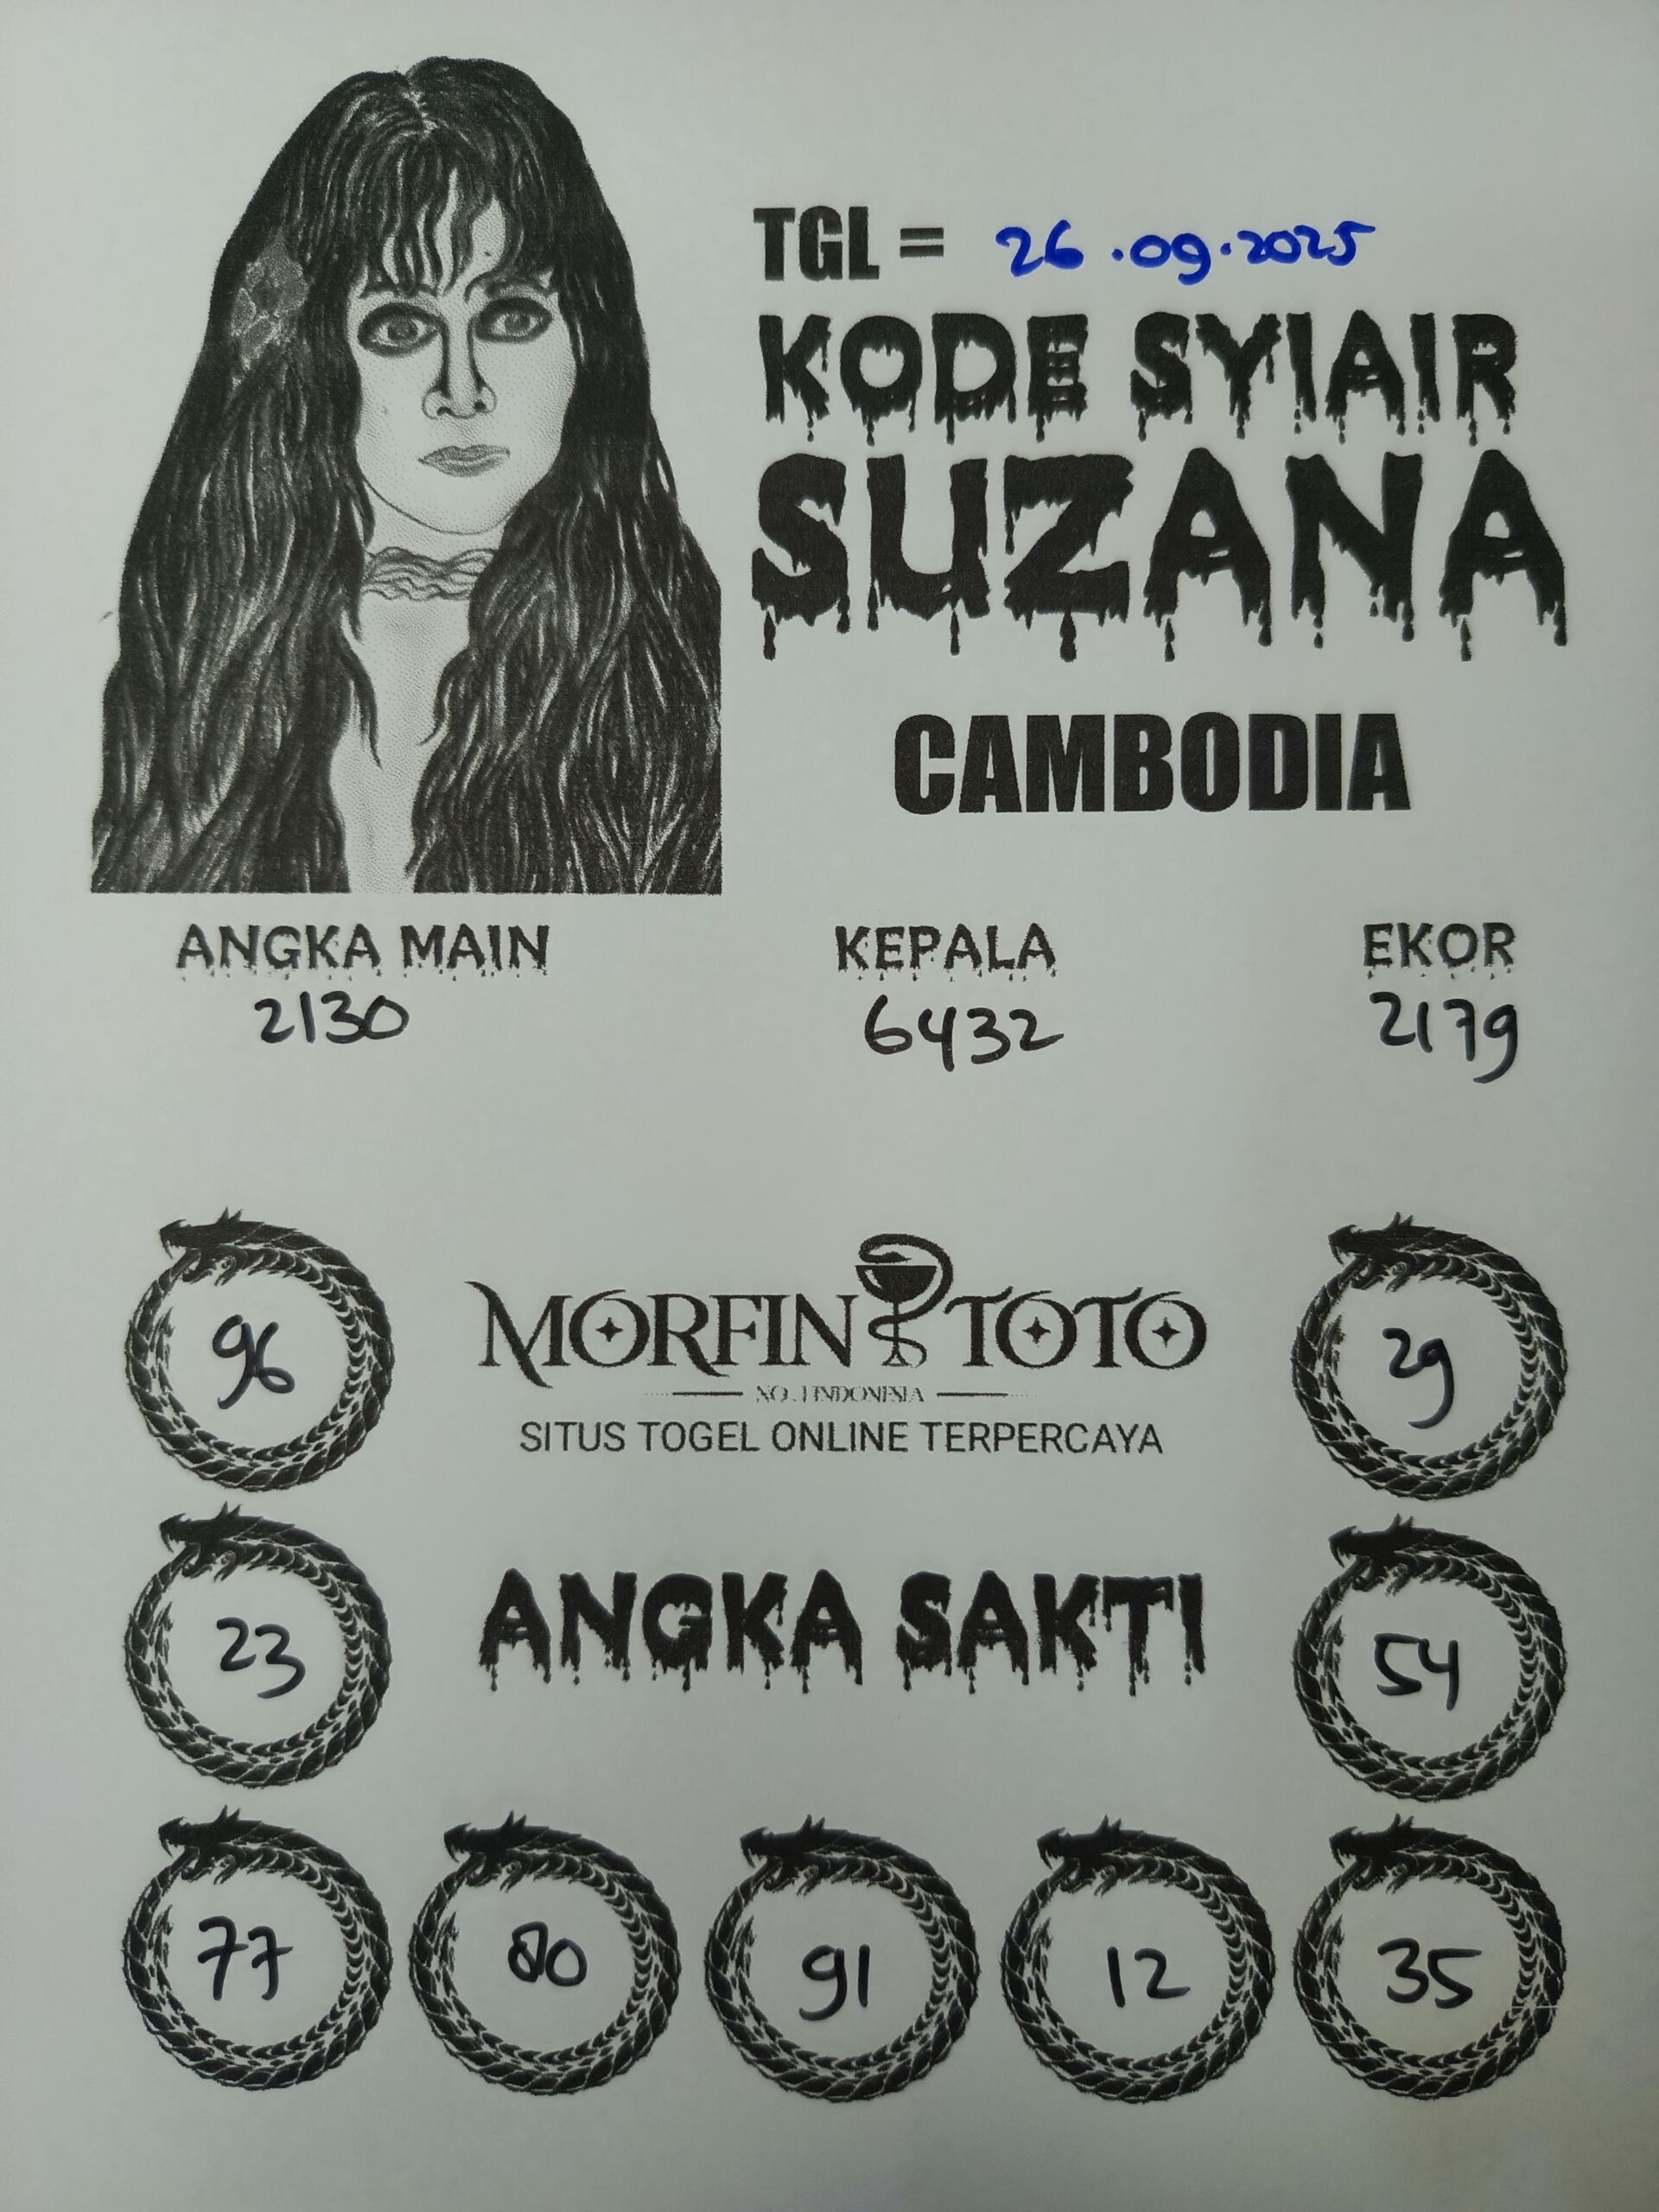 TGL = 26.09.2025
KODE SYIAIR
SUZANA
CAMBODIA
ANGKA MAIN KEPALA EKOR
2130 6432 2179
96 MORFIN TOTO 29
NO.1 INDONESIA
SITUS TOGEL ONLINE TERPERCAYA
23 ANGKA SAKTI 54
77 80 91 12 35